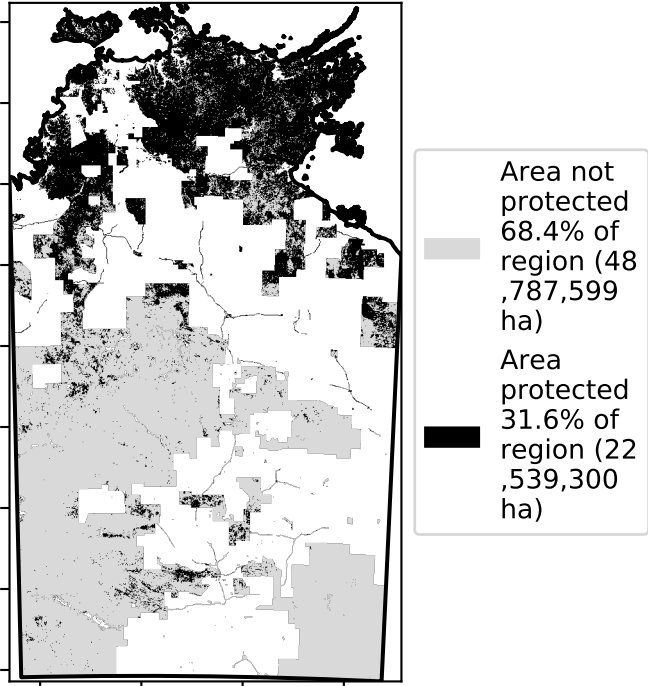 Area not
protected
68.4% of
region (48
,787,599
ha)
Area
protected
31.6% of
region (22
,539,300
ha)